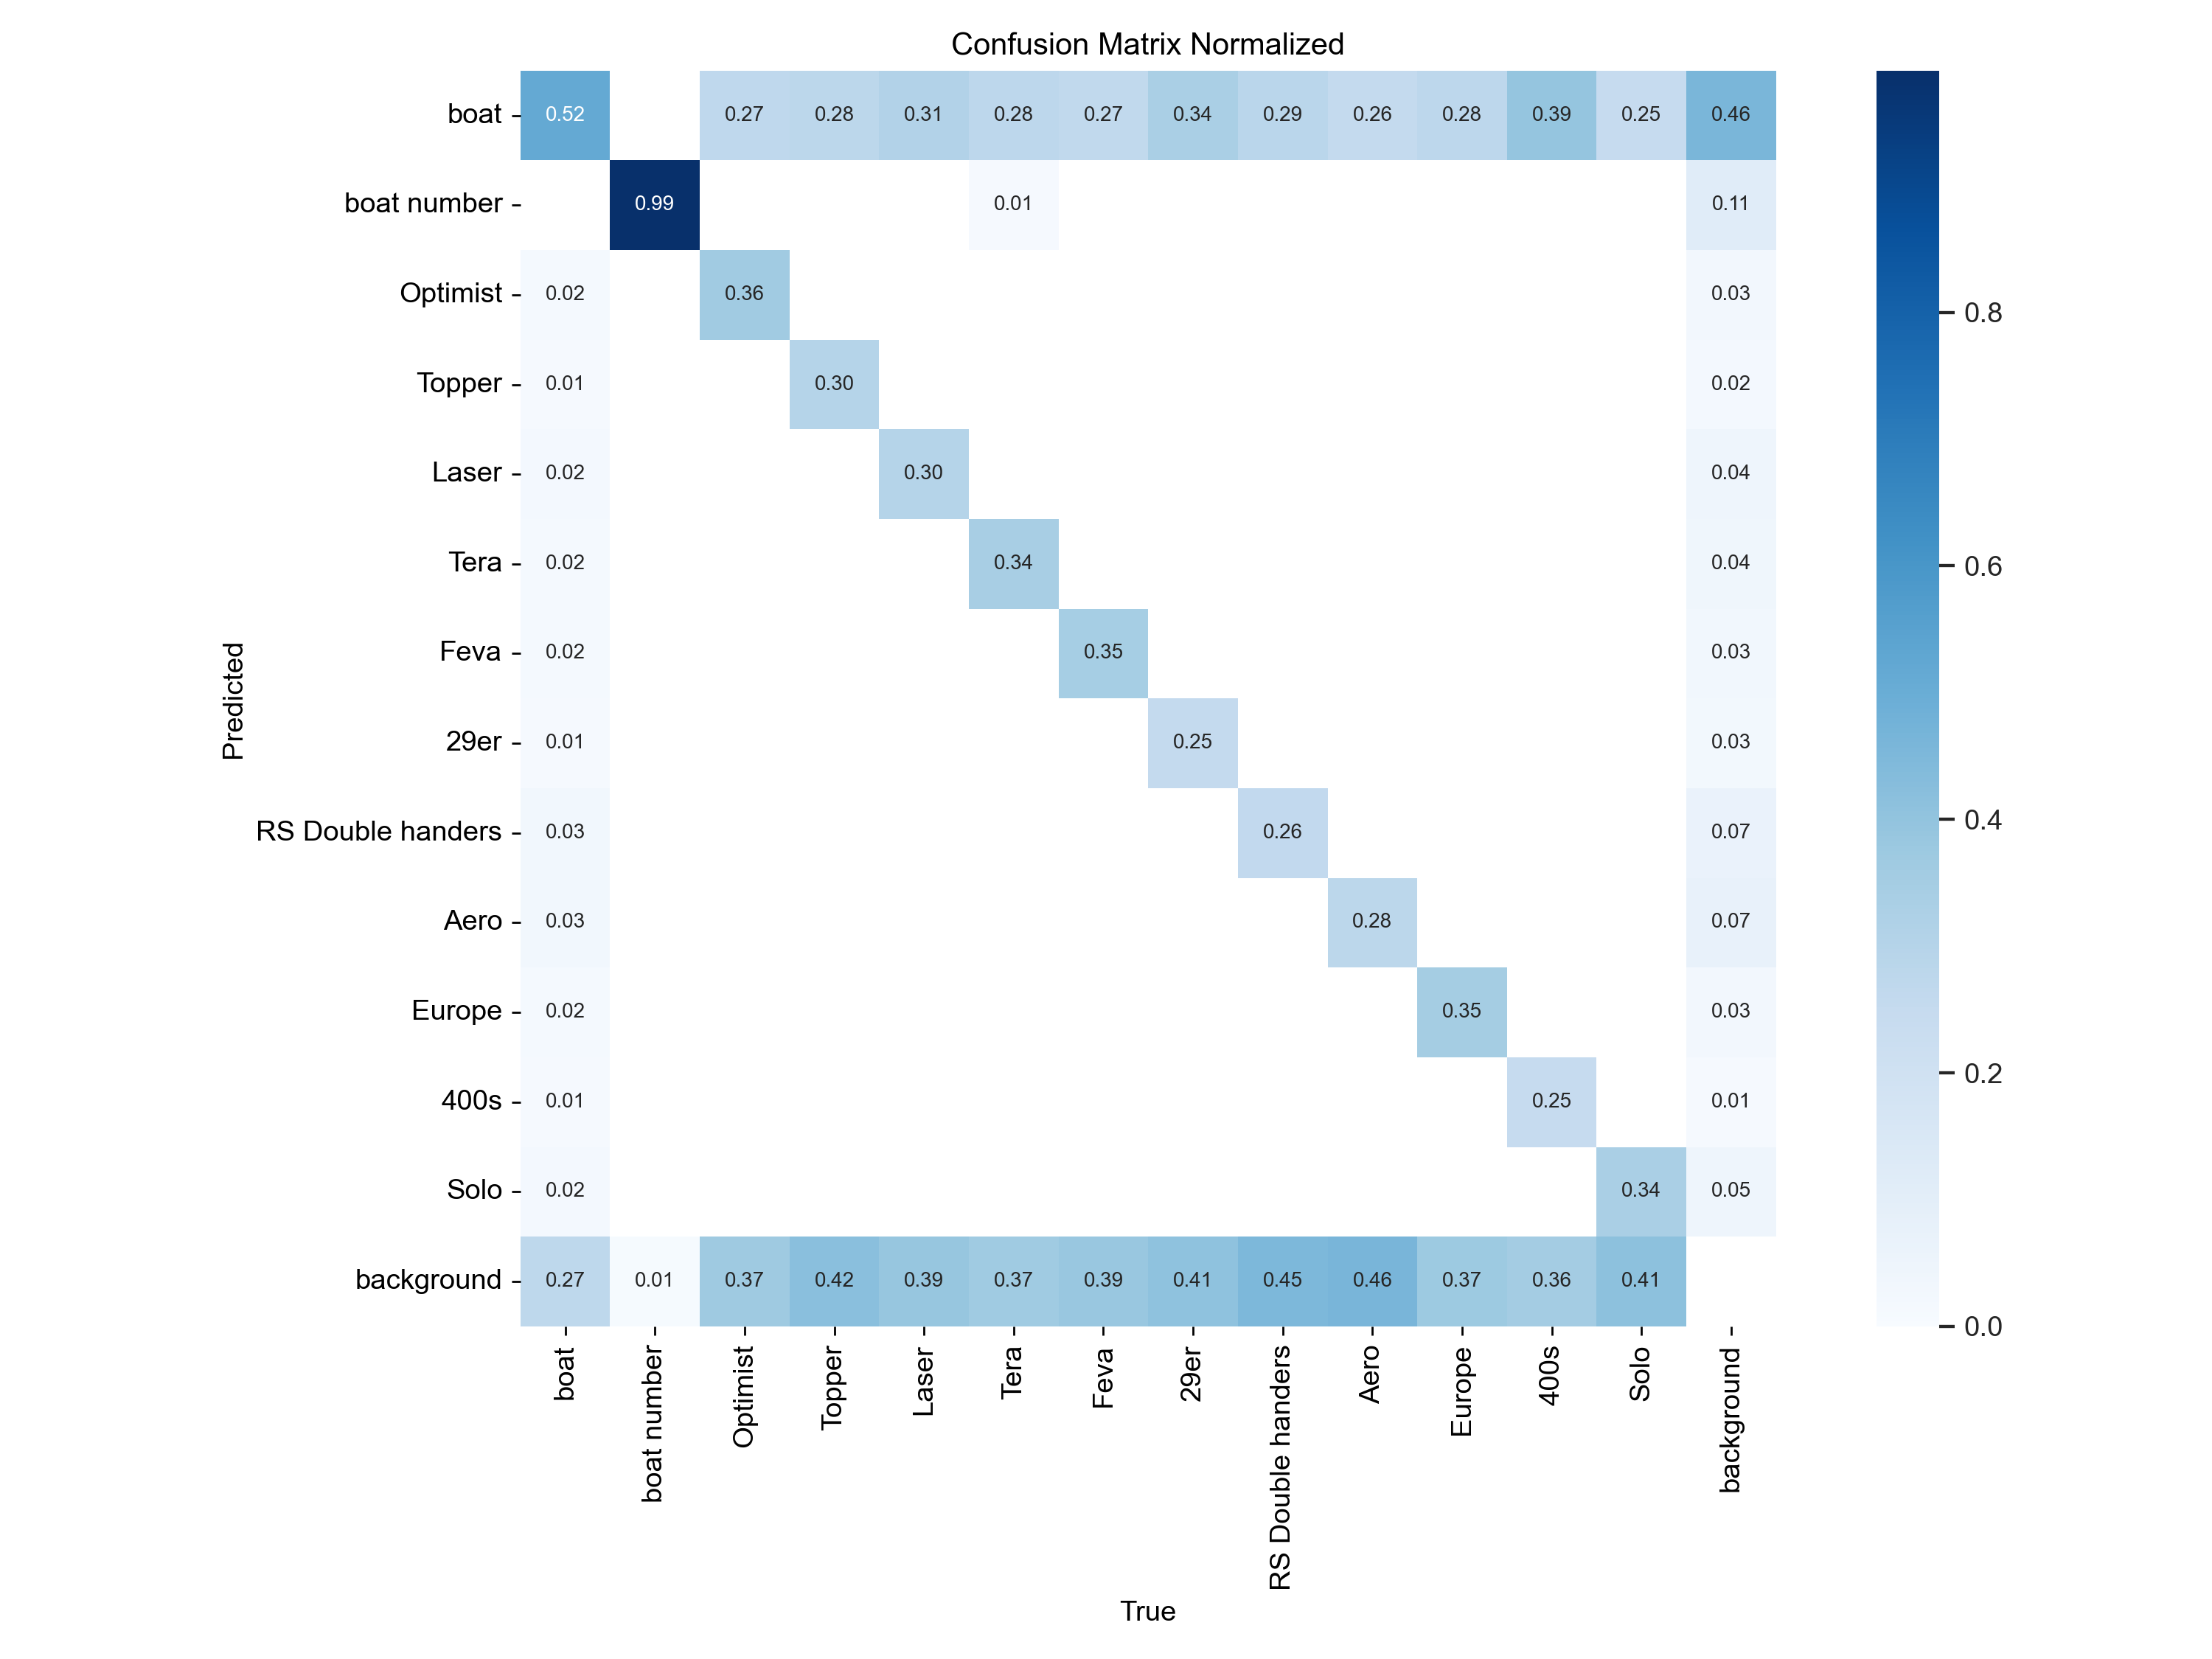 Confusion Matrix Normalized
boat 0.52 0.27 0.28 0.31 0.28 0.27 0.34 0.29 0.26 0.28 0.39 0.25 0.46
boat number 0.99 0.01 0.11
Optimist 0.02 0.36 0.03
Topper 0.01 0.30 0.02
Laser 0.02 0.30 0.04
Tera 0.02 0.34 0.04
Feva 0.02 0.35 0.03
29er 0.01 0.25 0.03
RS Double handers 0.03 0.26 0.07
Aero 0.03 0.28 0.07
Europe 0.02 0.35 0.03
400s 0.01 0.25 0.01
Solo 0.02 0.34 0.05
background 0.27 0.01 0.37 0.42 0.39 0.37 0.39 0.41 0.45 0.46 0.37 0.36 0.41
Predicted
boat
boat number
Optimist
Topper
Laser
Tera
Feva
29er
RS Double handers
Aero
Europe
400s
Solo
background
True
0.8
0.6
0.4
0.2
0.0